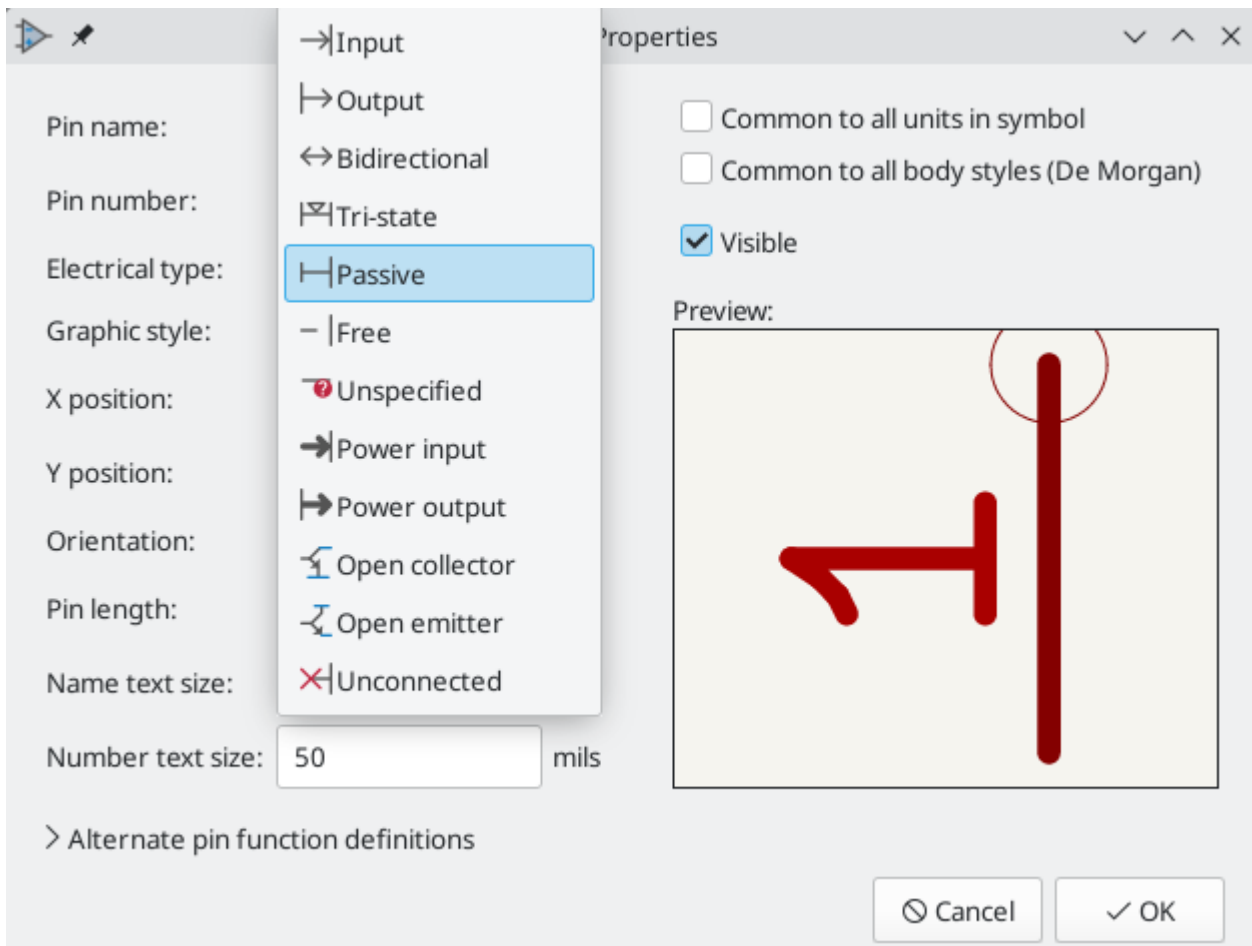 Properties
Input
Output
Bidirectional
Tri-state
Passive
Free
Unspecified
Power input
Power output
Open collector
Open emitter
Unconnected
Pin name:
Pin number:
Electrical type:
Graphic style:
X position:
Y position:
Orientation:
Pin length:
Name text size:
Number text size: 50 mils
Alternate pin function definitions
Common to all units in symbol
Common to all body styles (De Morgan)
Visible
Preview:
1
Cancel
OK